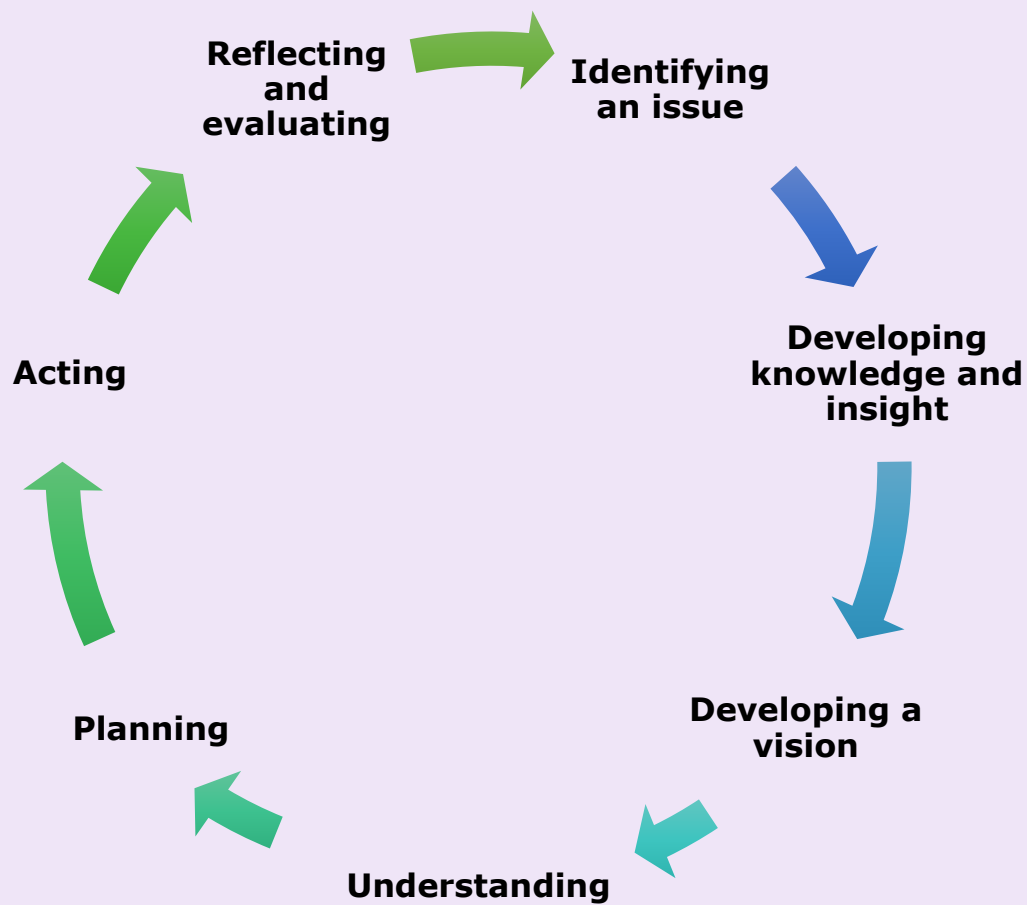 Reflecting
and
evaluating
Identifying
an issue
Developing
knowledge and
insight
Developing a
vision
Understanding
Planning
Acting